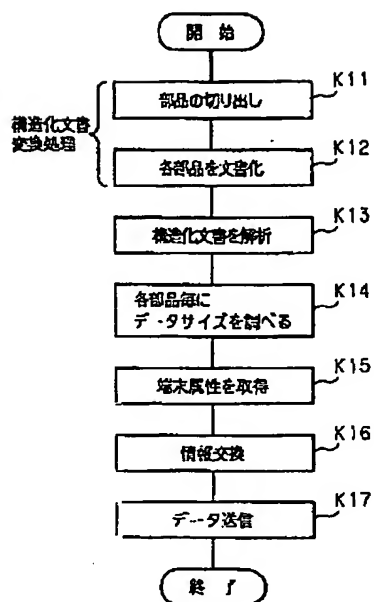 開始
K11
部品の切り出し
構造化文書
変換処理
K12
各部品を文書化
K13
構造化文書を解析
K14
各部品毎に
データサイズを調べる
K15
端末属性を取得
K16
情報交換
K17
データ送信
終了